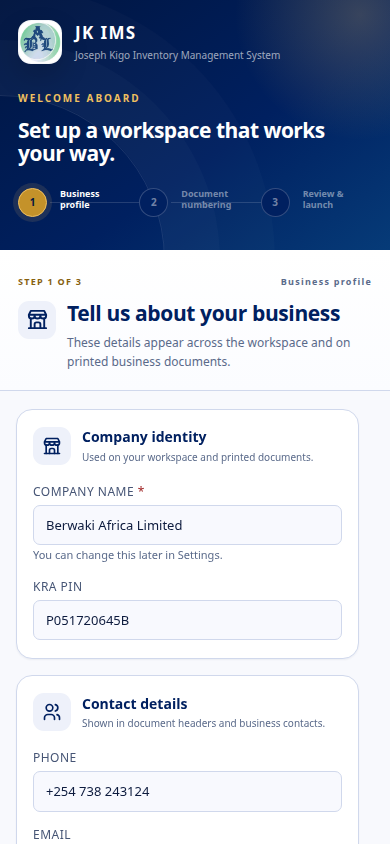 BL
JK IMS
Joseph Kigo Inventory Management System
WELCOME ABOARD
Set up a workspace that works
your way.
1
Business
profile
2
Document
numbering
3
Review &
launch
STEP 1 OF 3
Business profile
Tell us about your business
These details appear across the workspace and on
printed business documents.
Company identity
Used on your workspace and printed documents.
COMPANY NAME *
Berwaki Africa Limited
You can change this later in Settings.
KRA PIN
P051720645B
Contact details
Shown in document headers and business contacts.
PHONE
+254 738 243124
EMAIL